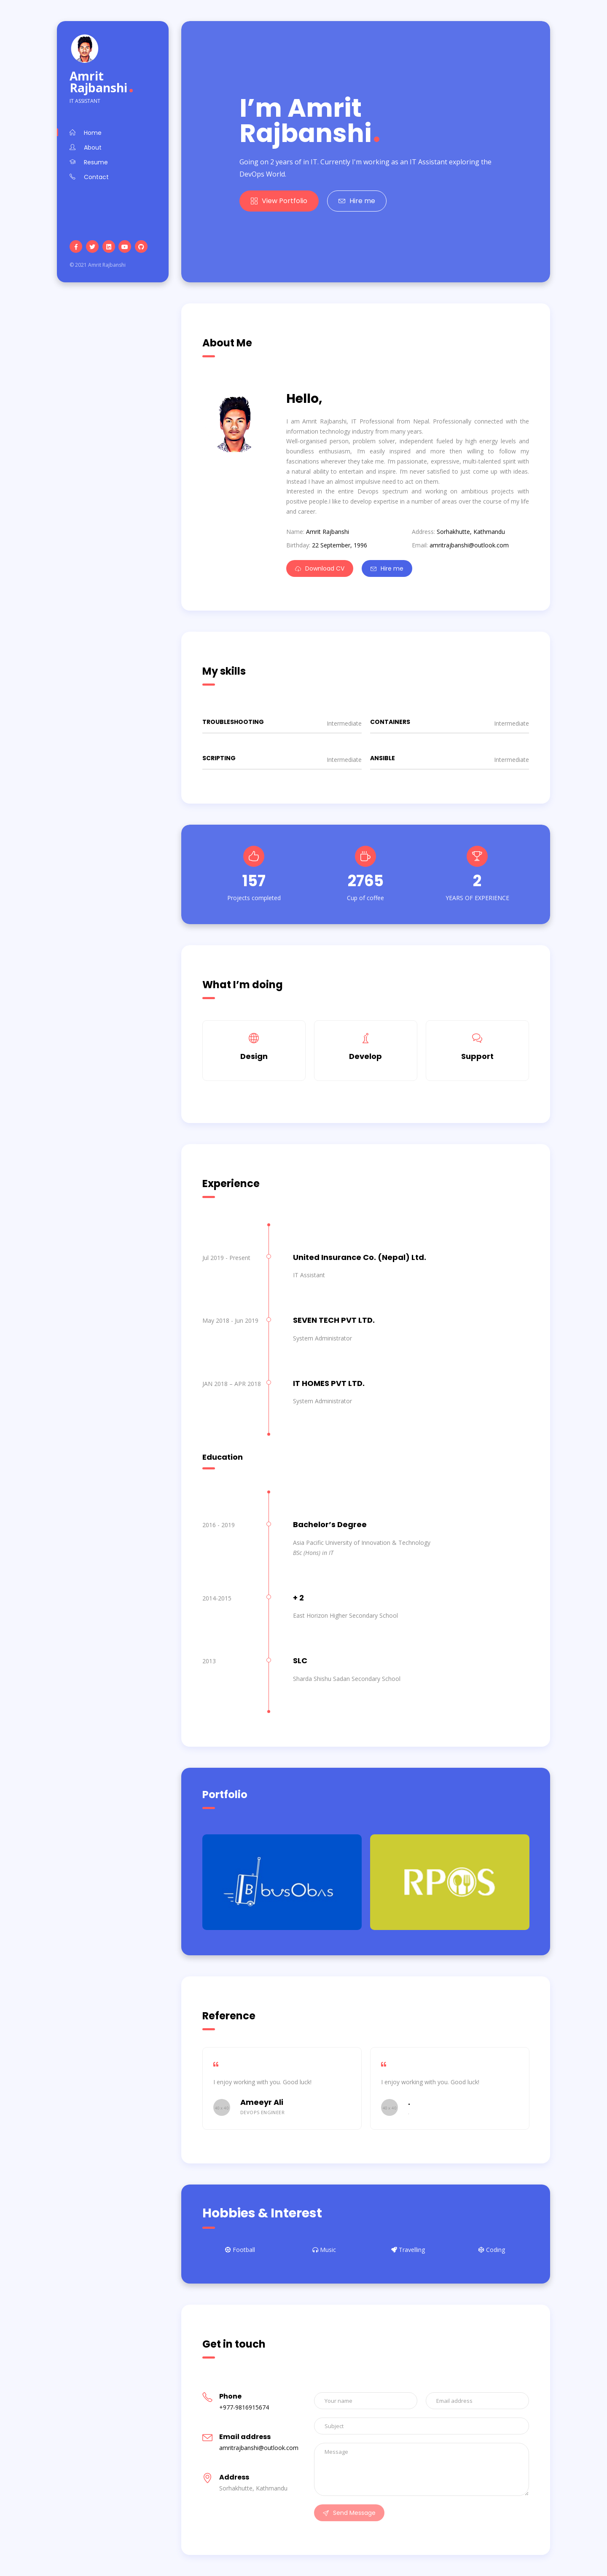 Amrit
Rajbanshi.
IT ASSISTANT
Home
About
Resume
Contact
© 2021 Amrit Rajbanshi
I'm Amrit
Rajbanshi.
Going on 2 years of in IT. Currently I'm working as an IT Assistant exploring the
DevOps World.
View Portfolio
Hire me
About Me
Hello,
I am Amrit Rajbanshi, IT Professional from Nepal. Professionally connected with the
information technology industry from many years.
Well-organised person, problem solver, independent fueled by high energy levels and
boundless enthusiasm, I'm easily inspired and more then willing to follow my
fascinations wherever they take me. I'm passionate, expressive, multi-talented spirit with
a natural ability to entertain and inspire. I'm never satisfied to just come up with ideas.
Instead I have an almost impulsive need to act on them.
Interested in the entire Devops spectrum and working on ambitious projects with
positive people.I like to develop expertise in a number of areas over the course of my life
and career.
Name: Amrit Rajbanshi
Address: Sorhakhutte, Kathmandu
Birthday: 22 September, 1996
Email: amritrajbanshi@outlook.com
Download CV
Hire me
My skills
TROUBLESHOOTING
Intermediate
CONTAINERS
Intermediate
SCRIPTING
Intermediate
ANSIBLE
Intermediate
157
Projects completed
2765
Cup of coffee
2
YEARS OF EXPERIENCE
What I'm doing
Design
Develop
Support
Experience
Jul 2019 - Present
United Insurance Co. (Nepal) Ltd.
IT Assistant
May 2018 - Jun 2019
SEVEN TECH PVT LTD.
System Administrator
JAN 2018 – APR 2018
IT HOMES PVT LTD.
System Administrator
Education
2016 - 2019
Bachelor's Degree
Asia Pacific University of Innovation & Technology
BSc (Hons) in IT
2014-2015
+ 2
East Horizon Higher Secondary School
2013
SLC
Sharda Shishu Sadan Secondary School
Portfolio
B busObas
RPOS
Reference
“
I enjoy working with you. Good luck!
Ameeyr Ali
DEVOPS ENGINEER
“
I enjoy working with you. Good luck!
.
Hobbies & Interest
Football
Music
Travelling
Coding
Get in touch
Phone
+977-9816915674
Email address
amritrajbanshi@outlook.com
Address
Sorhakhutte, Kathmandu
Your name
Email address
Subject
Message
Send Message